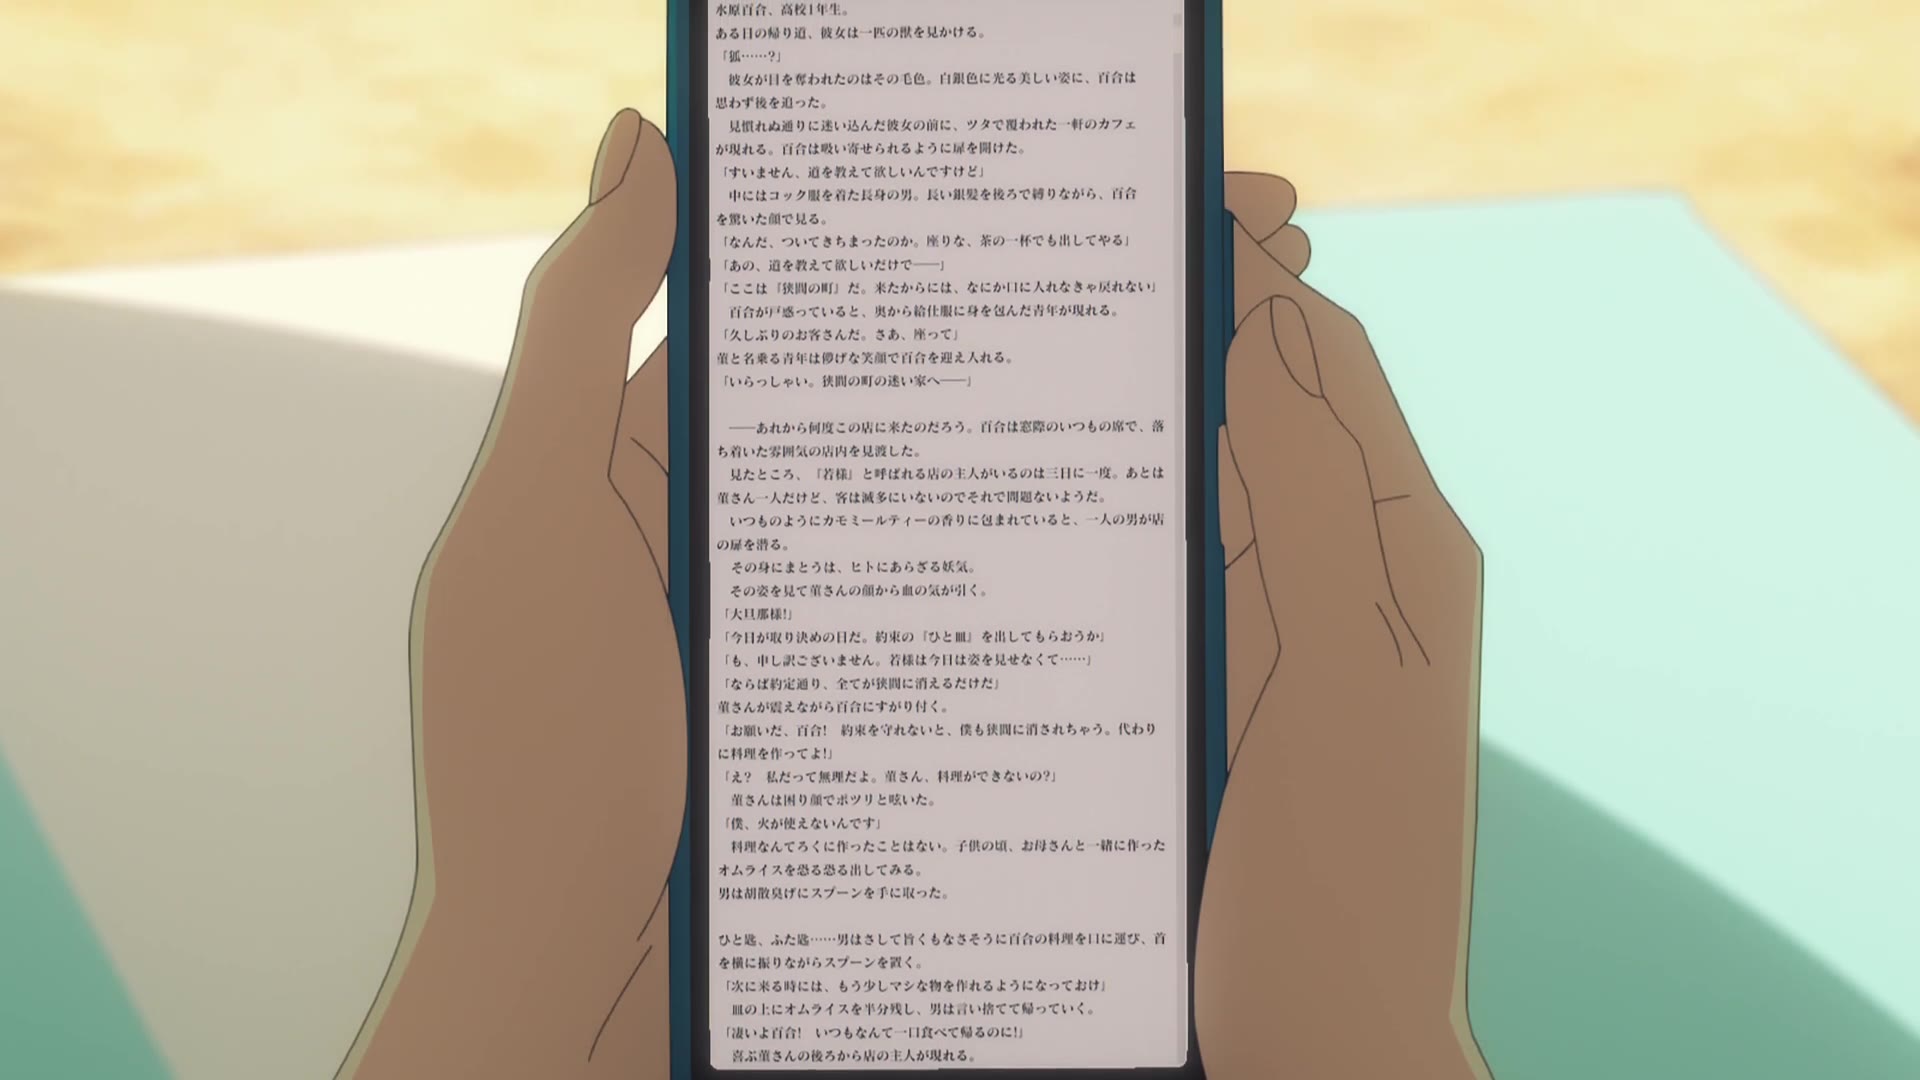 水原百合、高校1年生。
ある日の帰り道、彼女は一匹の獣を見かける。
「狐……?」
彼女が目を奪われたのはその毛色。白銀色に光る美しい姿に、百合は
思わず後を追った。
見慣れぬ通りに迷い込んだ彼女の前に、ツタで覆われた一軒のカフェ
が現れる。百合は吸い寄せられるように扉を開けた。
「すいません、道を教えて欲しいんですけど」
中にはコック服を着た長身の男。長い銀髪を後ろで縛りながら、百合
を驚いた顔で見る。
「なんだ、ついてきちまったのか。座りな、茶の一杯でも出してやる」
「あの、道を教えて欲しいだけで――」
「ここは『狭間の町』だ。来たからには、なにか口に入れなきゃ戻れない」
百合が戸惑っていると、奥から給仕服に身を包んだ青年が現れる。
「久しぶりのお客さんだ。さあ、座って」
菫と名乗る青年は儚げな笑顔で百合を迎え入れる。
「いらっしゃい。狭間の町の迷い家へ――」
――あれから何度この店に来たのだろう。百合は窓際のいつもの席で、落
ち着いた雰囲気の店内を見渡した。
見たところ、『若様』と呼ばれる店の主人がいるのは三日に一度。あとは
菫さん一人だけど、客は滅多にいないのでそれで問題ないようだ。
いつものようにカモミールティーの香りに包まれていると、一人の男が店
の扉を潜る。
その身にまとうは、ヒトにあらざる妖気。
その姿を見て菫さんの顔から血の気が引く。
「大旦那様!」
「今日が取り決めの日だ。約束の『ひと皿』を出してもらおうか」
「も、申し訳ございません。若様は今日は姿を見せなくて……」
「ならば約定通り、全てが狭間に消えるだけだ」
菫さんが震えながら百合にすがり付く。
「お願いだ、百合! 約束を守れないと、僕も狭間に消されちゃう。代わり
に料理を作ってよ!」
「え? 私だって無理だよ。菫さん、料理ができないの?」
菫さんは困り顔でポツリと呟いた。
「僕、火が使えないんです」
料理なんてろくに作ったことはない。子供の頃、お母さんと一緒に作った
オムライスを恐る恐る出してみる。
男は胡散臭げにスプーンを手に取った。
ひと匙、ふた匙……男はさして旨くもなさそうに百合の料理を口に運び、首
を横に振りながらスプーンを置く。
「次に来る時には、もう少しマシな物を作れるようになっておけ」
皿の上にオムライスを半分残し、男は言い捨てて帰っていく。
「凄いよ百合! いつもなんて一口食べて帰るのに!」
喜ぶ菫さんの後ろから店の主人が現れる。